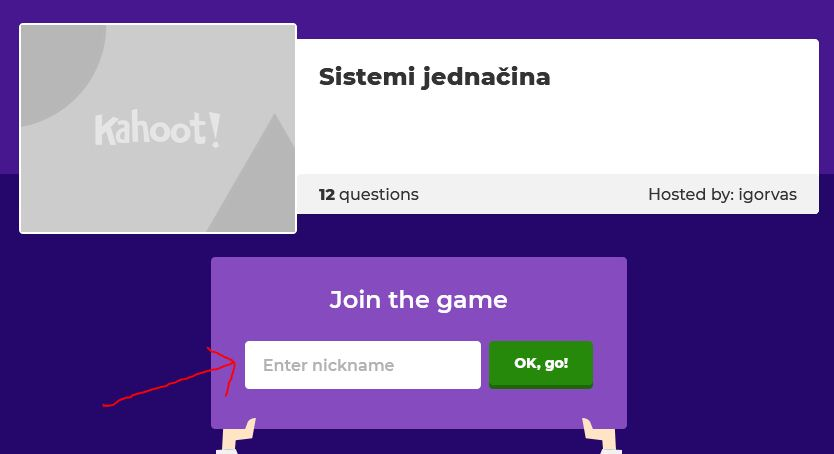 Kahoot!
Sistemi jednačina
12 questions
Hosted by: igorvas
Join the game
Enter nickname
OK, go!